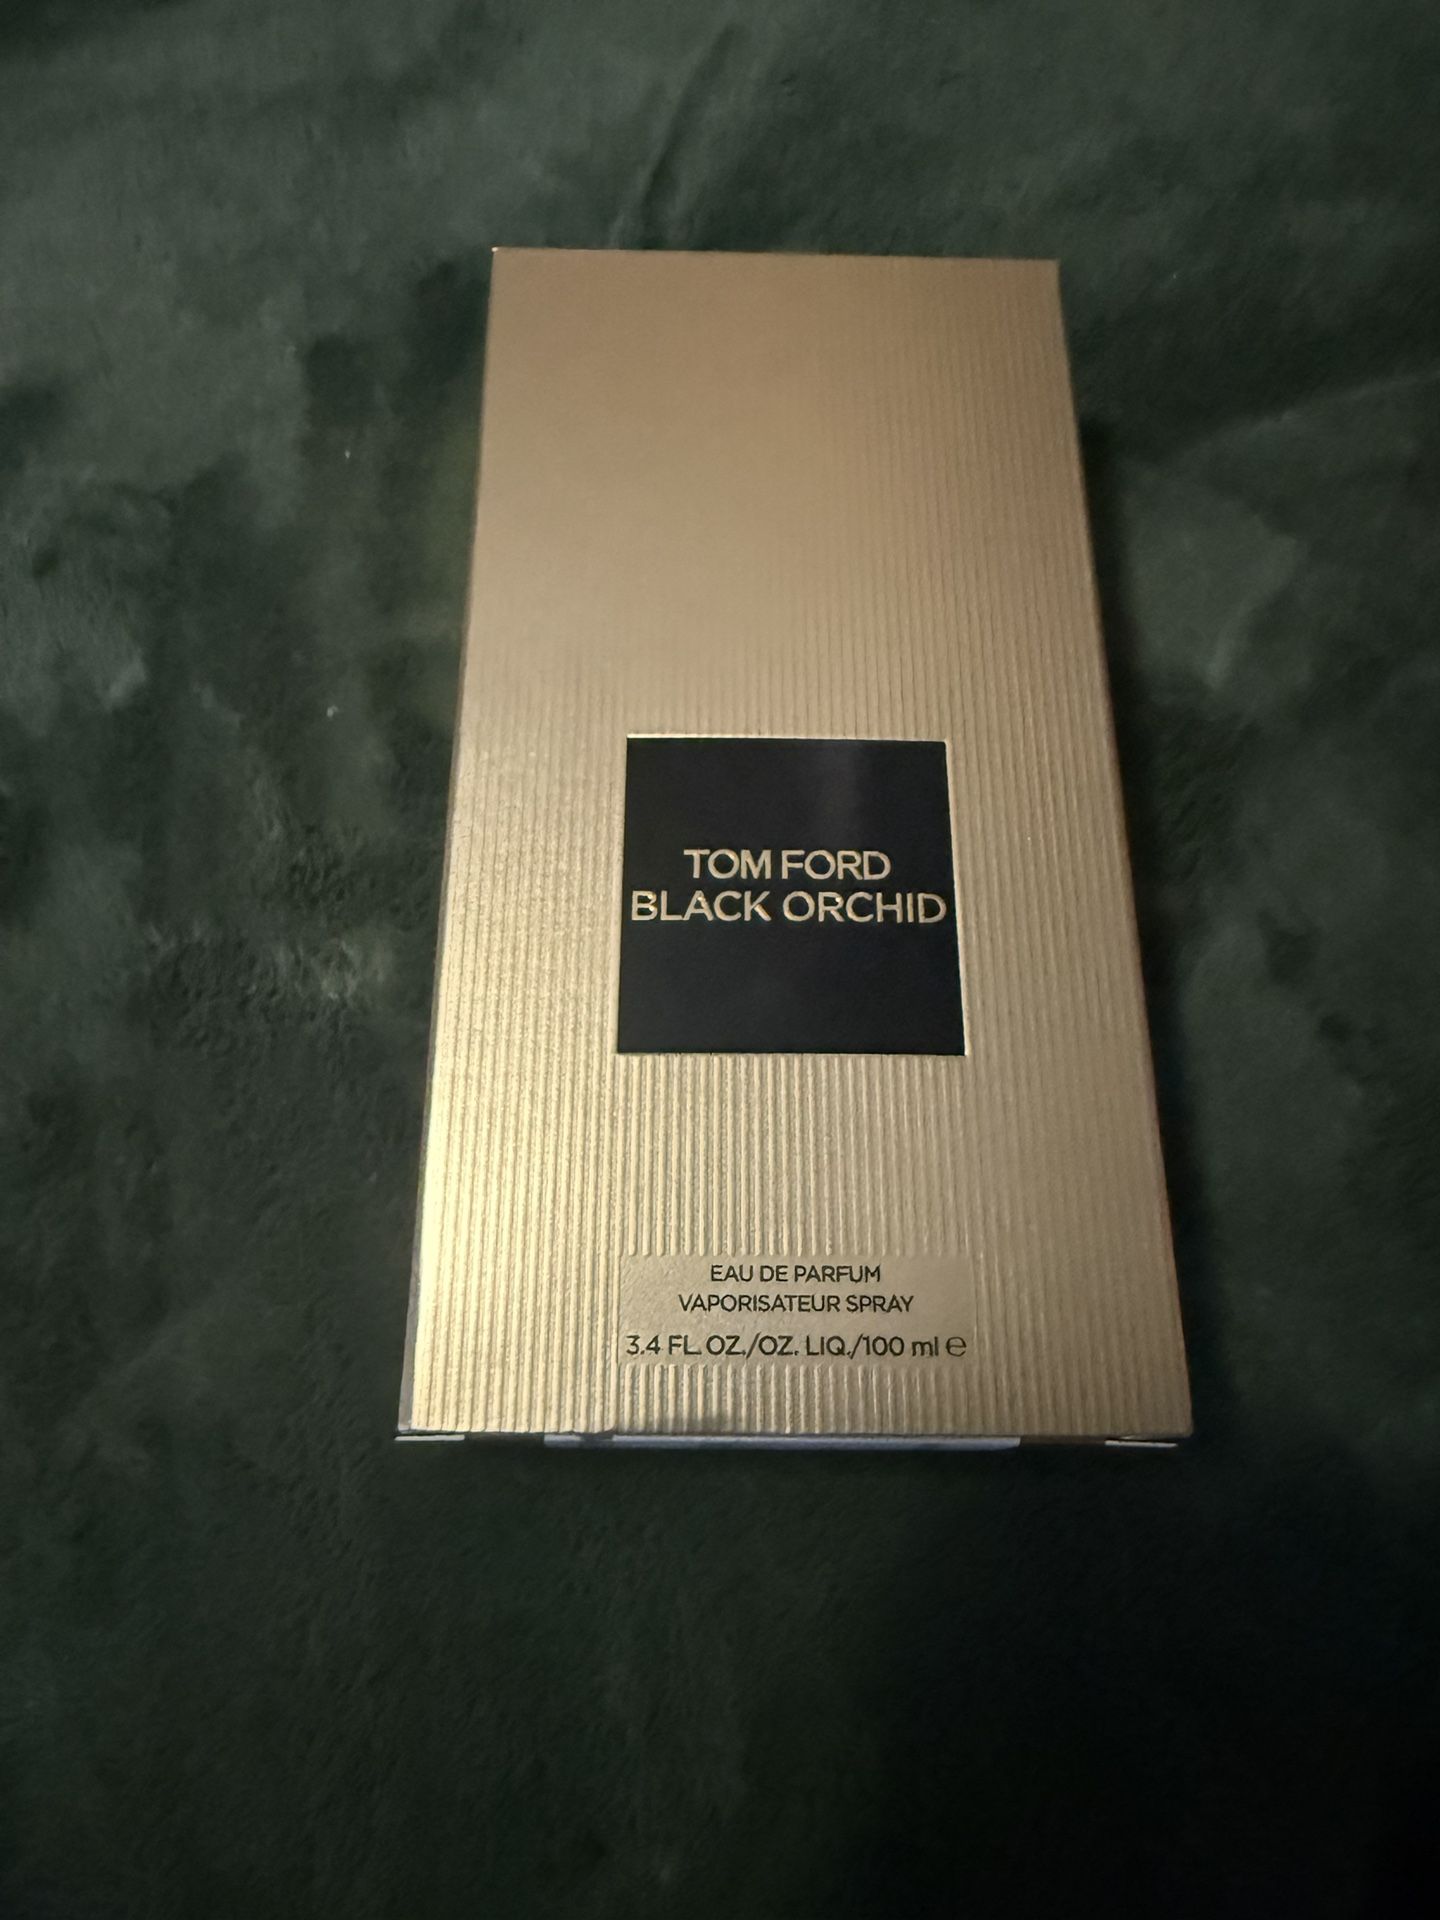 TOM FORD
BLACK ORCHID
EAU DE PARFUM
VAPORISATEUR SPRAY
3.4 FL. OZ./OZ. LIQ./100 ml ℮